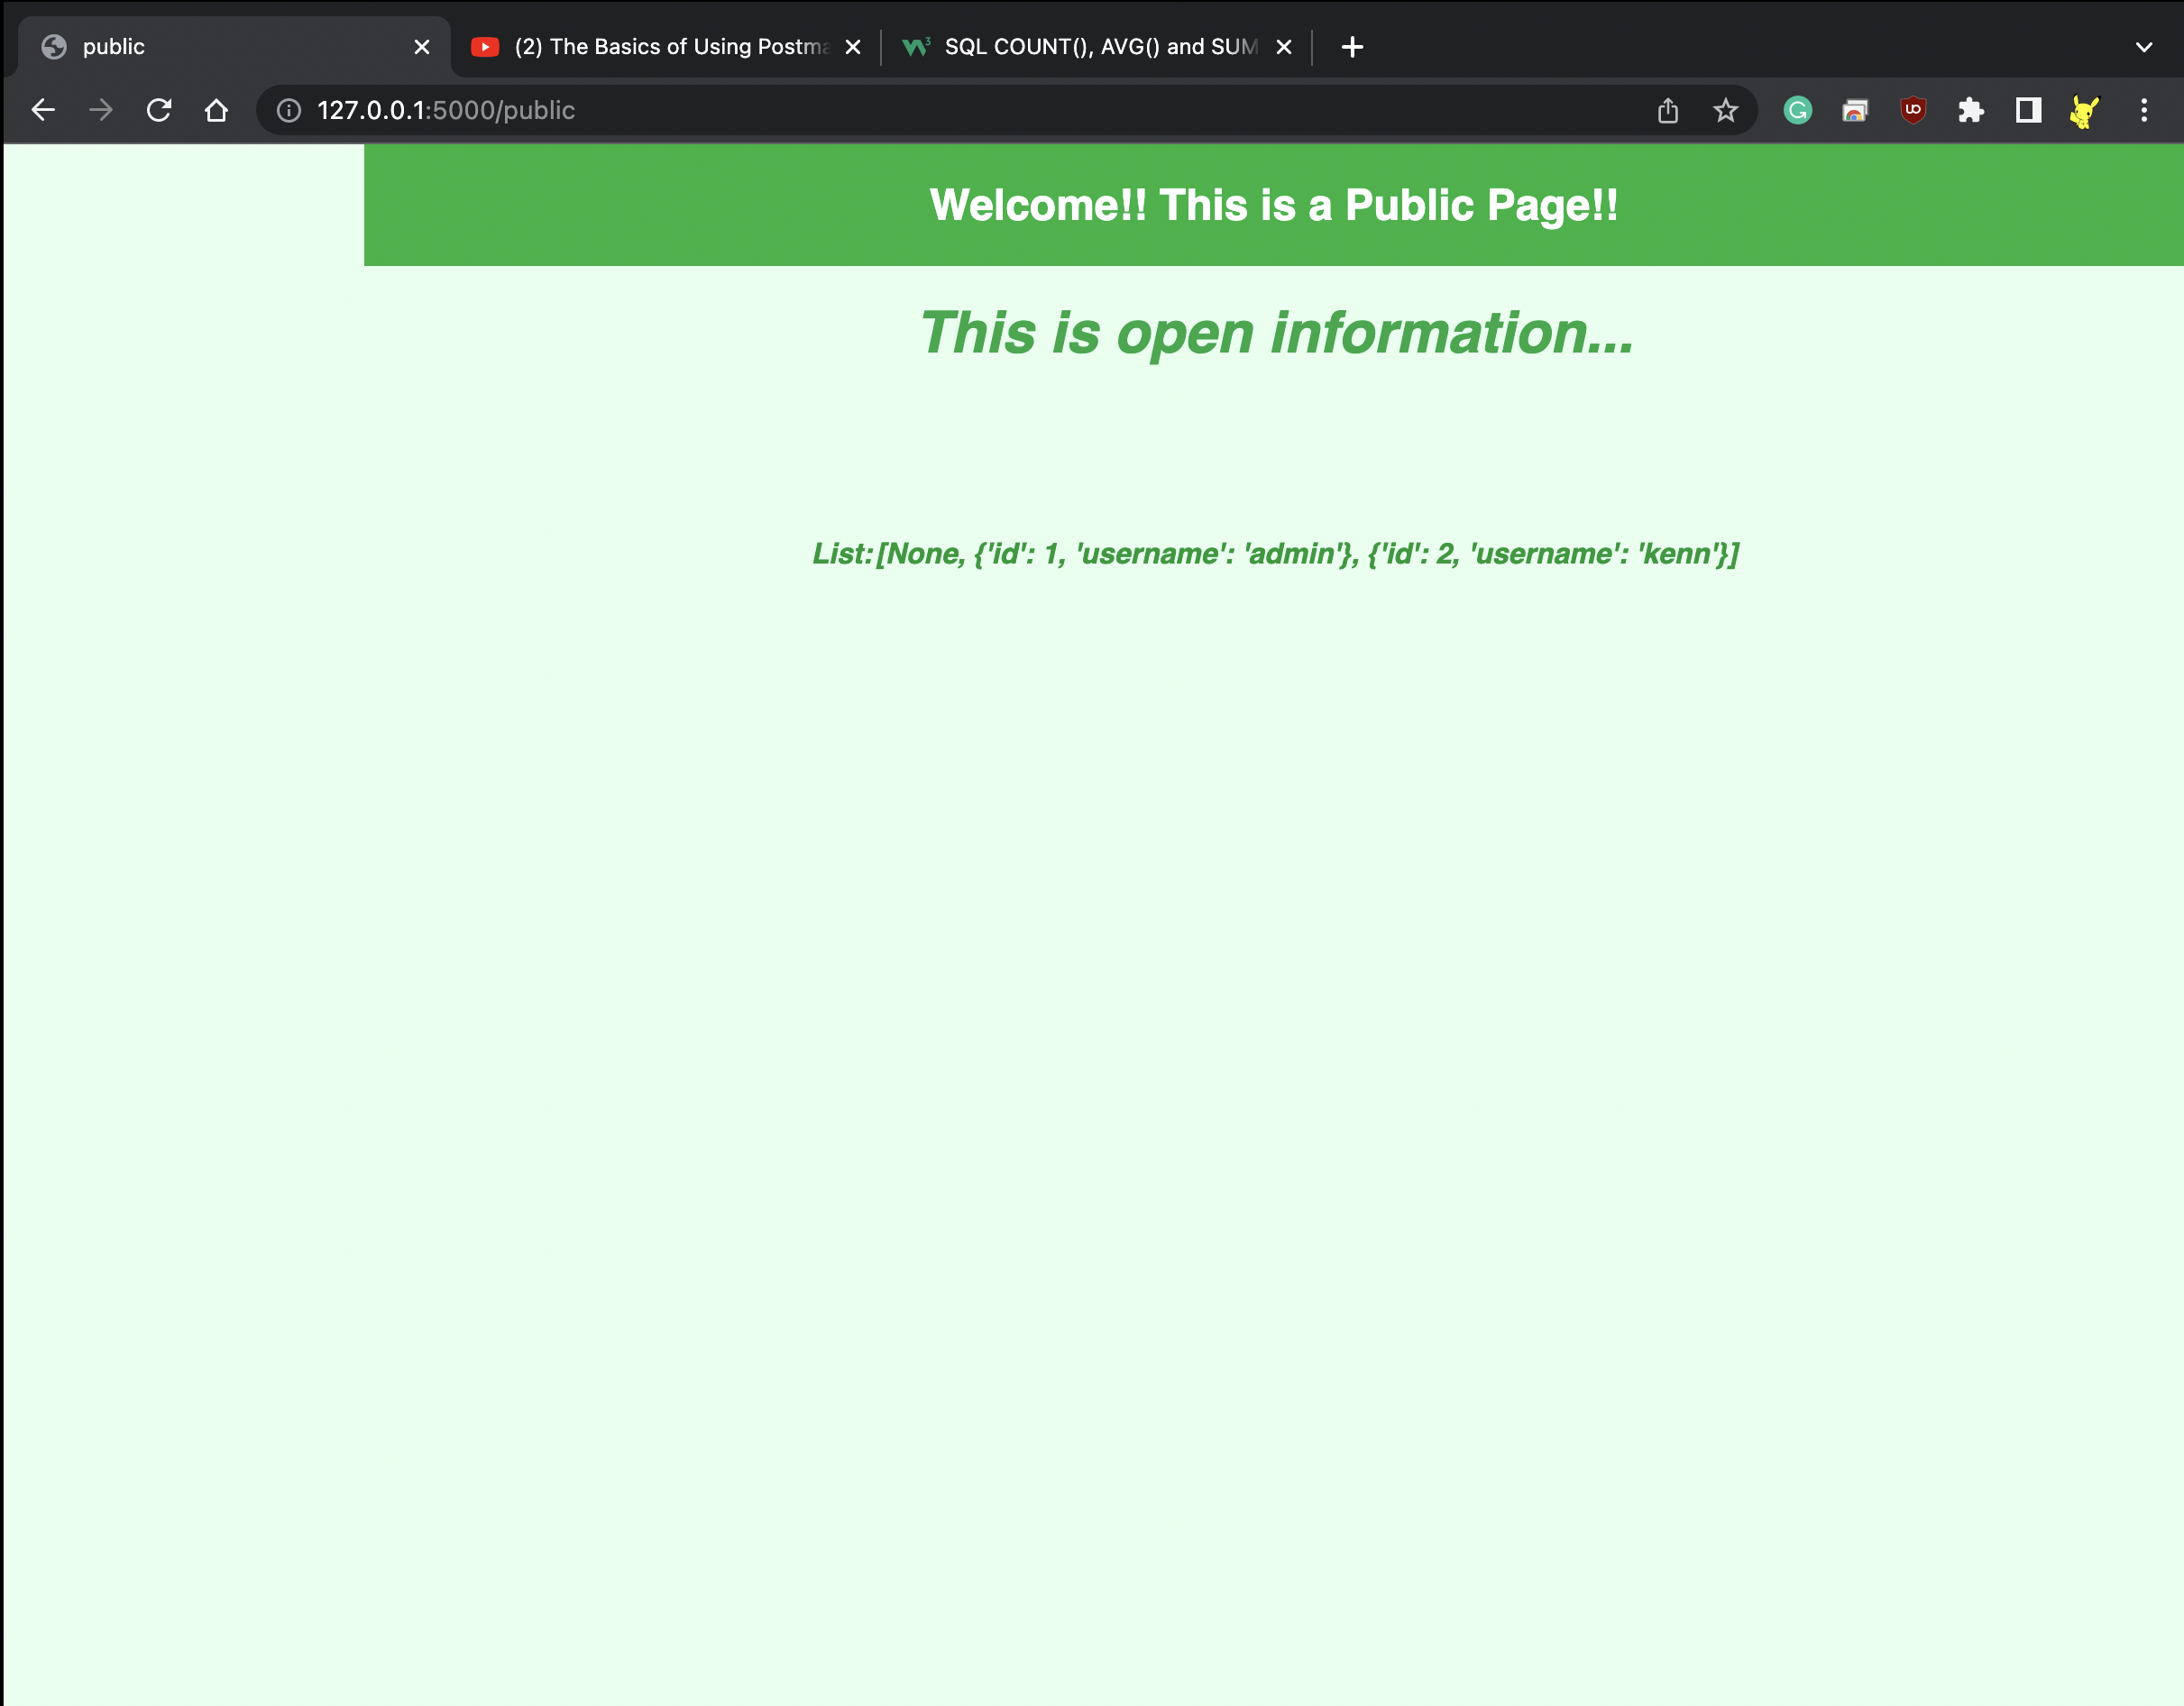 public
(2) The Basics of Using Postma
SQL COUNT(), AVG() and SUM
127.0.0.1:5000/public
Welcome!! This is a Public Page!!
This is open information...
List:[None, {'id': 1, 'username': 'admin'}, {'id': 2, 'username': 'kenn'}]